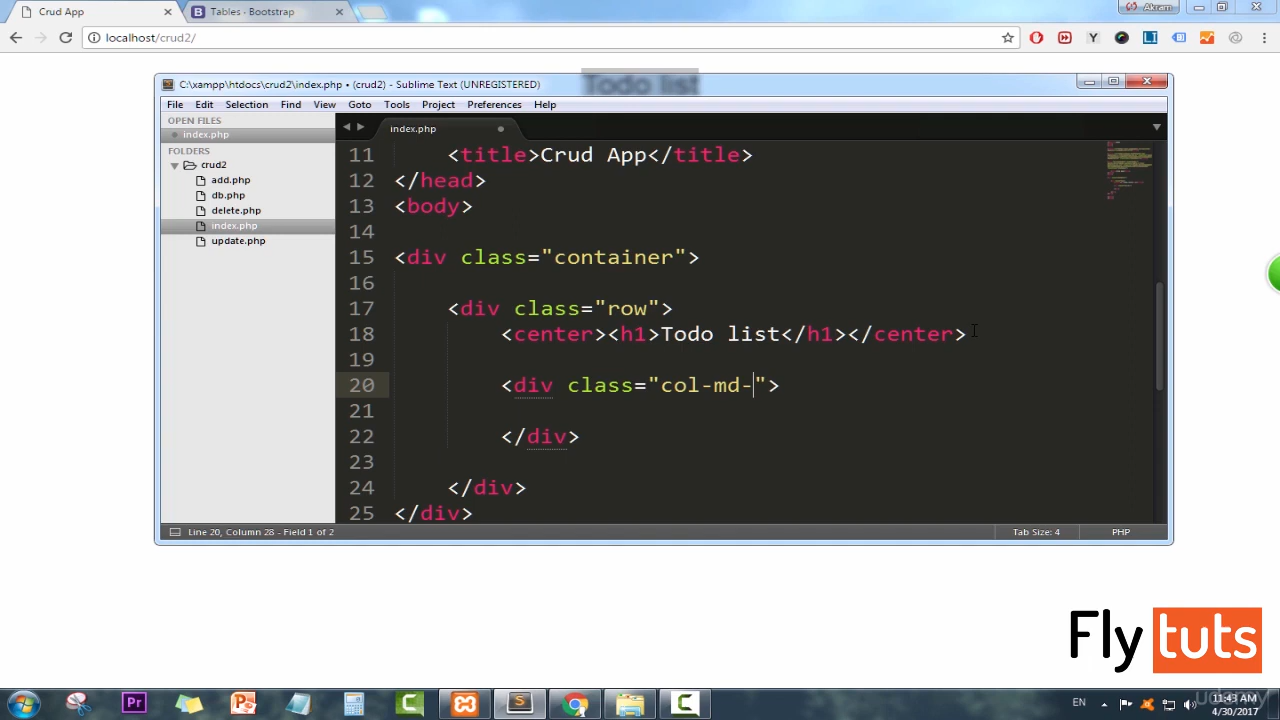 Crud App
Tables · Bootstrap
Akram
localhost/crud2/
Todo list
C:\xampp\htdocs\crud2\index.php • (crud2) - Sublime Text (UNREGISTERED)
File Edit Selection Find View Goto Tools Project Preferences Help
OPEN FILES
index.php
FOLDERS
crud2
add.php
db.php
delete.php
index.php
update.php
index.php
11 <title>Crud App</title>
12 </head>
13 <body>
14
15 <div class="container">
16
17 <div class="row">
18 <center><h1>Todo list</h1></center>
19
20 <div class="col-md-">
21
22 </div>
23
24 </div>
25 </div>
Line 20, Column 28 - Field 1 of 2
Tab Size: 4
PHP
Fly tuts
Pr
EN
11:43 AM
4/30/2017